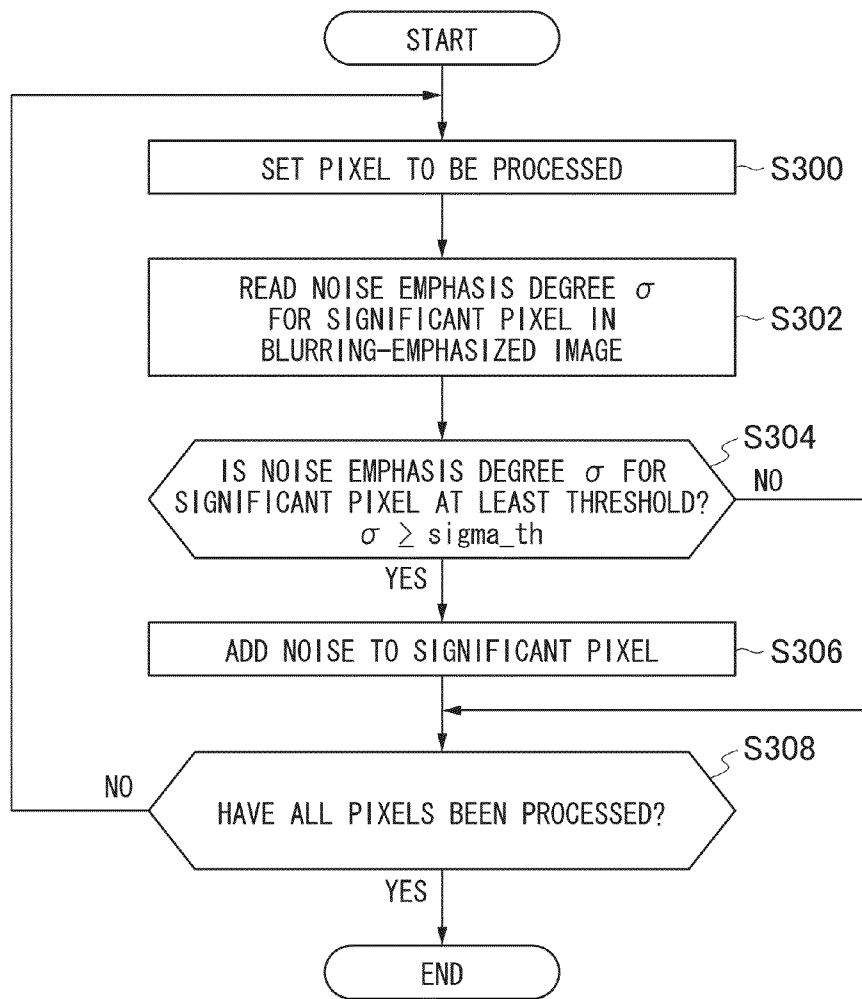 START
SET PIXEL TO BE PROCESSED
S300
READ NOISE EMPHASIS DEGREE σ
FOR SIGNIFICANT PIXEL IN
BLURRING-EMPHASIZED IMAGE
S302
S304
IS NOISE EMPHASIS DEGREE σ FOR
SIGNIFICANT PIXEL AT LEAST THRESHOLD?
σ ≥ sigma_th
NO
YES
ADD NOISE TO SIGNIFICANT PIXEL
S306
S308
NO
HAVE ALL PIXELS BEEN PROCESSED?
YES
END